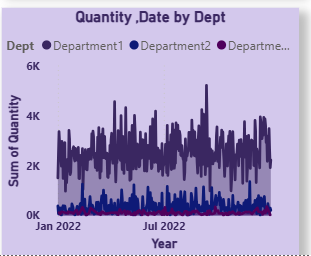 Quantity ,Date by Dept
Dept Department1 Department2 Departme...
6K
4K
2K
0K
Sum of Quantity
Jan 2022 Jul 2022
Year